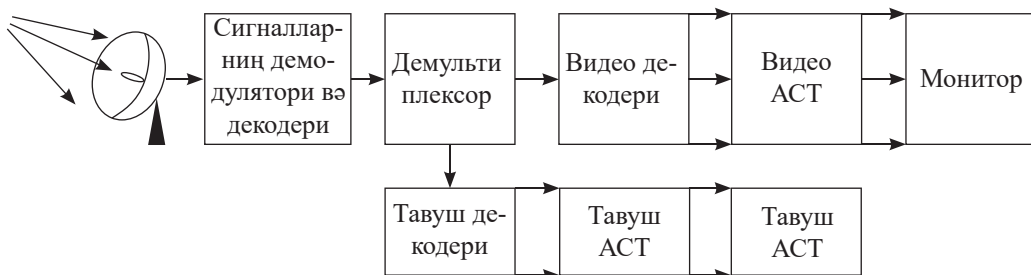 Сигналлар-
ниң демо-
дулятори вә
декодери
Демульти
плексор
Видео де-
кодери
Видео
АСТ
Монитор
Тавуш де-
кодери
Тавуш
АСТ
Тавуш
АСТ